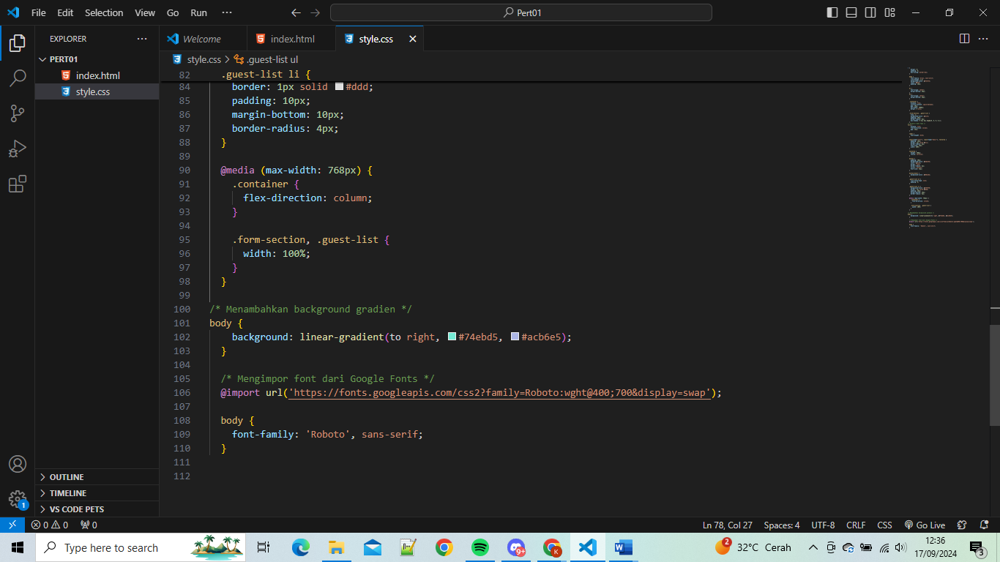 File Edit Selection View Go Run ··· Pert01
EXPLORER ···
PERT01
index.html
style.css
Welcome index.html style.css
style.css > .guest-list ul
82 .guest-list li {
84 border: 1px solid #ddd;
85 padding: 10px;
86 margin-bottom: 10px;
87 border-radius: 4px;
88 }
89
90 @media (max-width: 768px) {
91 .container {
92 flex-direction: column;
93 }
94
95 .form-section, .guest-list {
96 width: 100%;
97 }
98 }
99
100 /* Menambahkan background gradien */
101 body {
102 background: linear-gradient(to right, #74ebd5, #acb6e5);
103 }
104
105 /* Mengimpor font dari Google Fonts */
106 @import url('https://fonts.googleapis.com/css2?family=Roboto:wght@400;700&display=swap');
107
108 body {
109 font-family: 'Roboto', sans-serif;
110 }
111
112
OUTLINE
TIMELINE
VS CODE PETS
1
0 0 0 Ln 78, Col 27 Spaces: 4 UTF-8 CRLF CSS Go Live
Type here to search 9+ K 2 32°C Cerah 12:36
17/09/2024 3